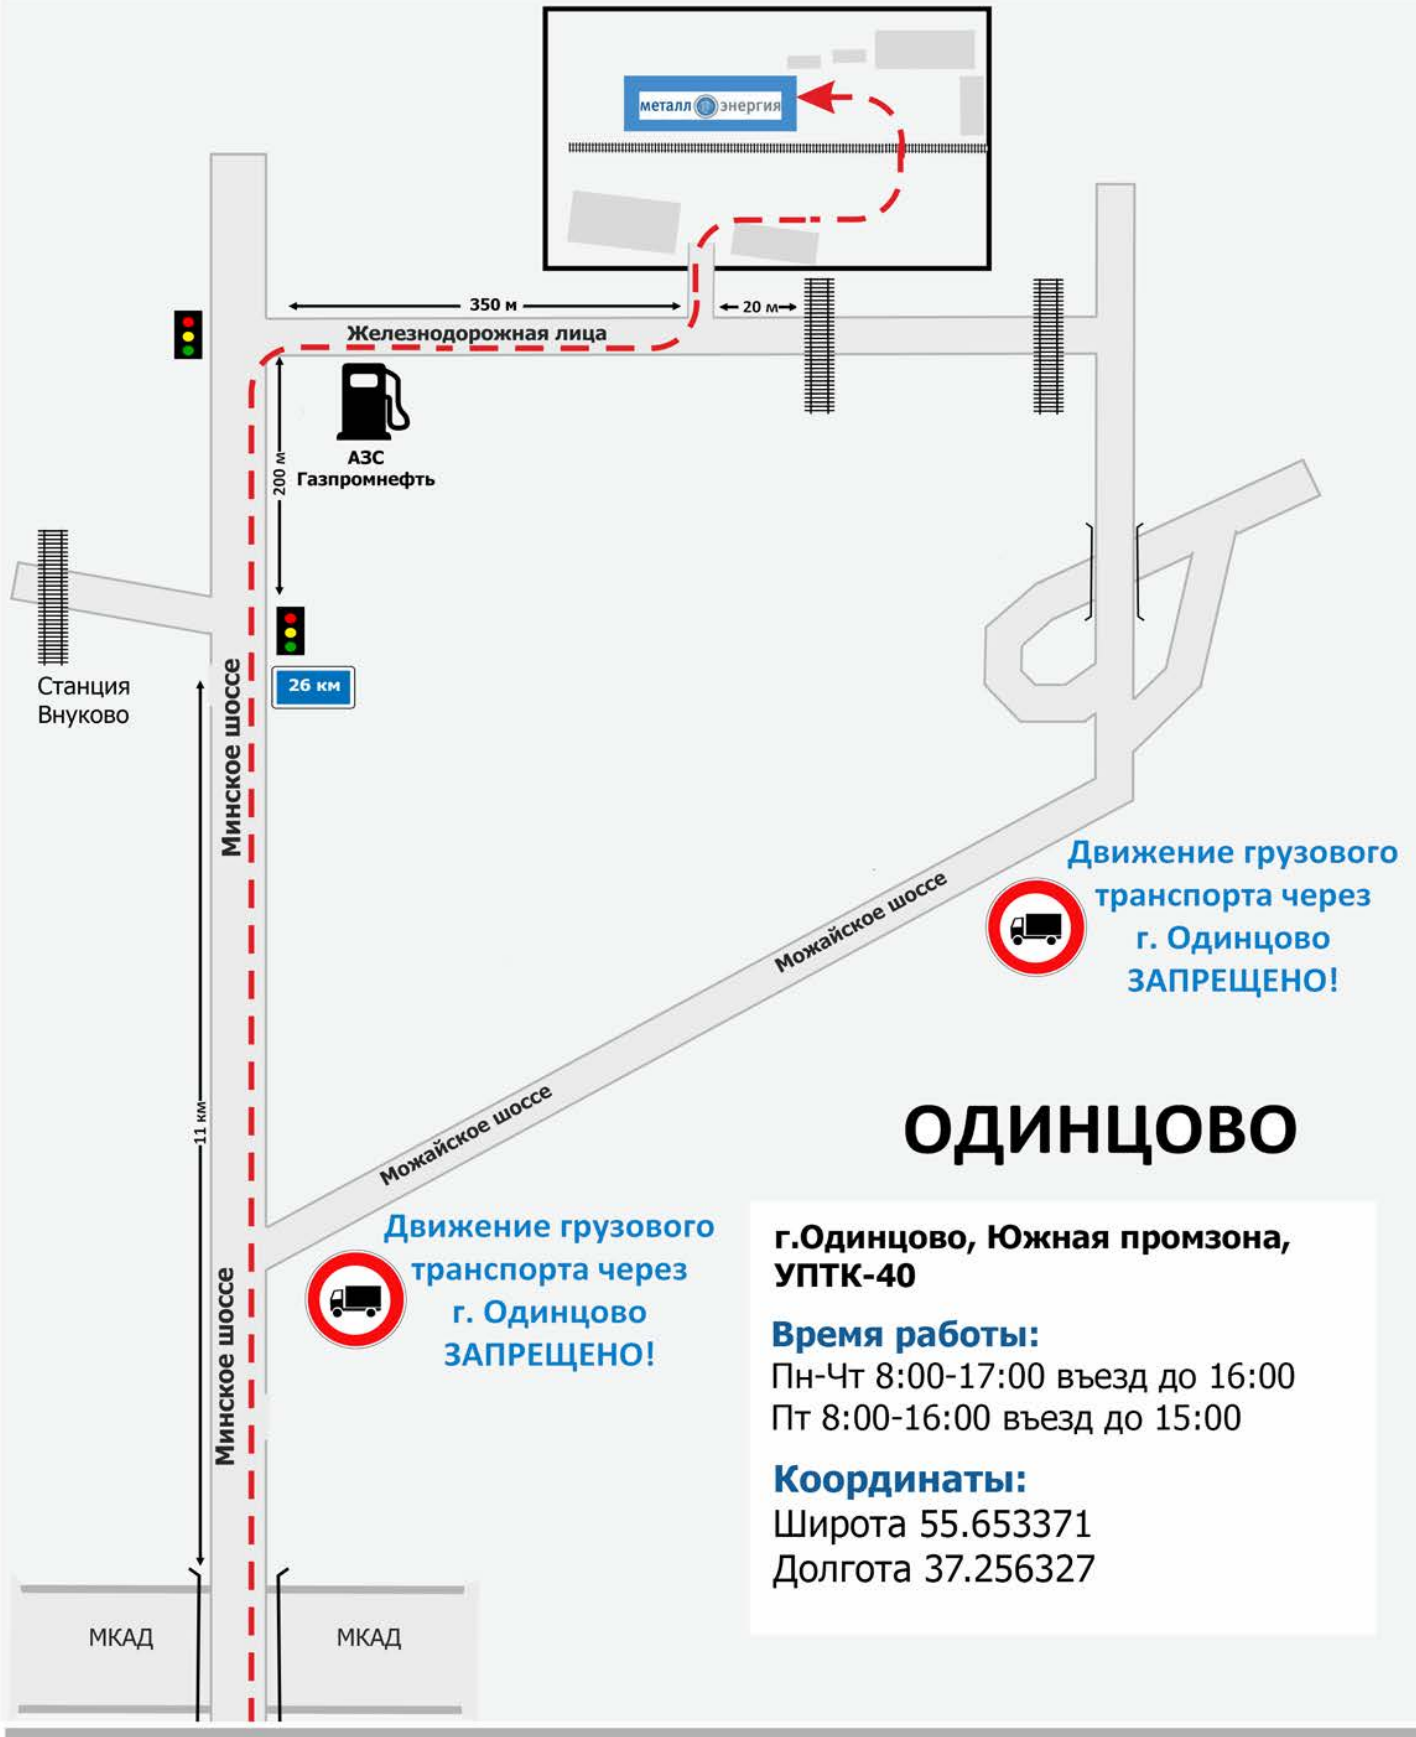 металл энергия
350 м
20 м
Железнодорожная лица
АЗС
Газпромнефть
200 м
26 км
Станция
Внуково
Минское шоссе
Движение грузового
транспорта через
г. Одинцово
ЗАПРЕЩЕНО!
Можайское шоссе
Можайское шоссе
11 км
ОДИНЦОВО
Движение грузового
транспорта через
г. Одинцово
ЗАПРЕЩЕНО!
Минское шоссе
г.Одинцово, Южная промзона,
УПТК-40
Время работы:
Пн-Чт 8:00-17:00 въезд до 16:00
Пт 8:00-16:00 въезд до 15:00
Координаты:
Широта 55.653371
Долгота 37.256327
МКАД
МКАД